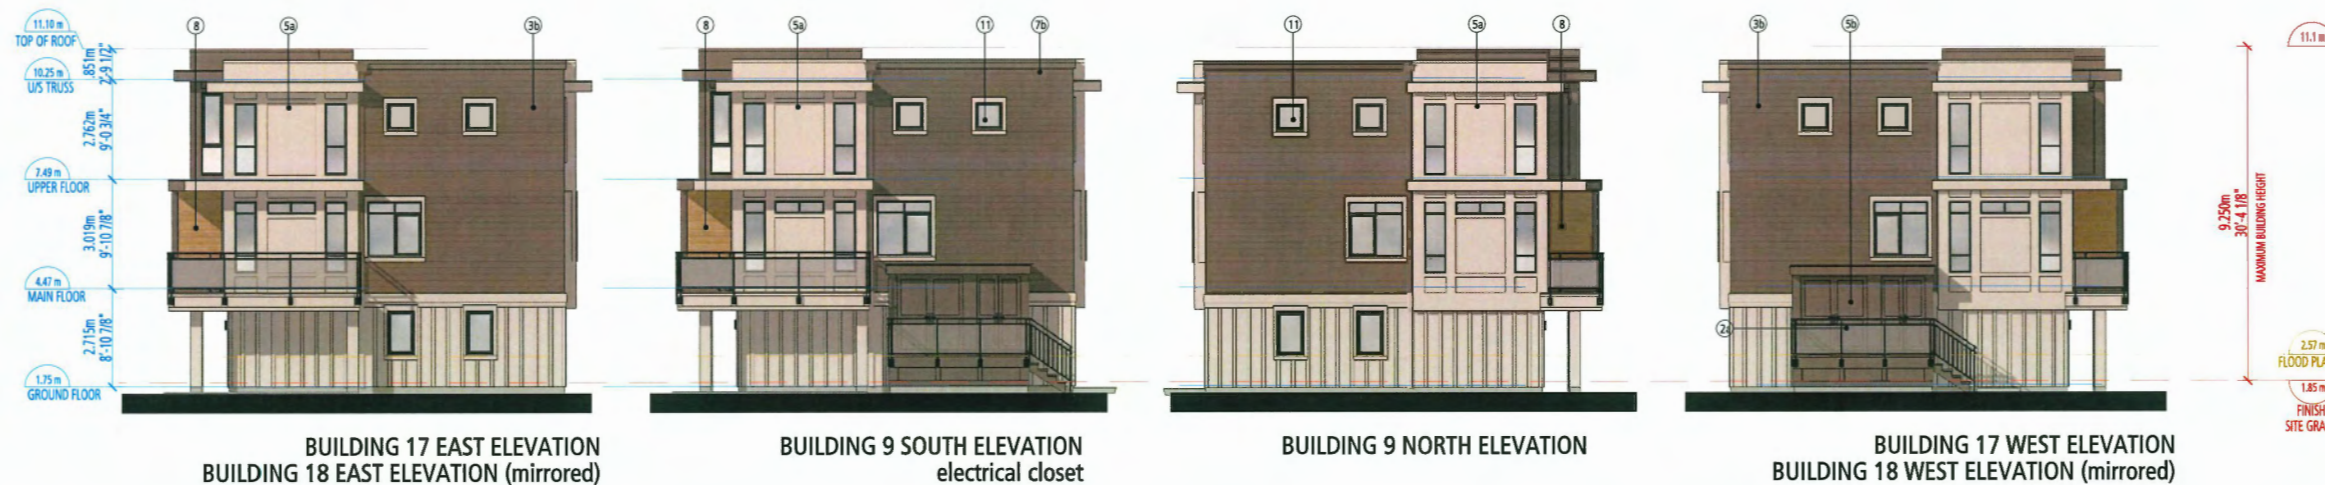 11.10 m
TOP OF ROOF
.851m
2'-9 1/2"
10.25 m
U/S TRUSS
2.762m
9'-0 3/4"
7.49 m
UPPER FLOOR
3.019m
9'-10 7/8"
4.47 m
MAIN FLOOR
2.715m
8'-10 7/8"
1.75 m
GROUND FLOOR
8
5a
3b
BUILDING 17 EAST ELEVATION
BUILDING 18 EAST ELEVATION (mirrored)
8
5a
11
7b
BUILDING 9 SOUTH ELEVATION
electrical closet
11
5a
8
BUILDING 9 NORTH ELEVATION
3b
5b
BUILDING 17 WEST ELEVATION
BUILDING 18 WEST ELEVATION (mirrored)
9.250m
30'-4 1/8"
MAXIMUM BUILDING HEIGHT
11.1 m
2.57 m
FLOOD PLA
1.85 m
FINISH
SITE GRA